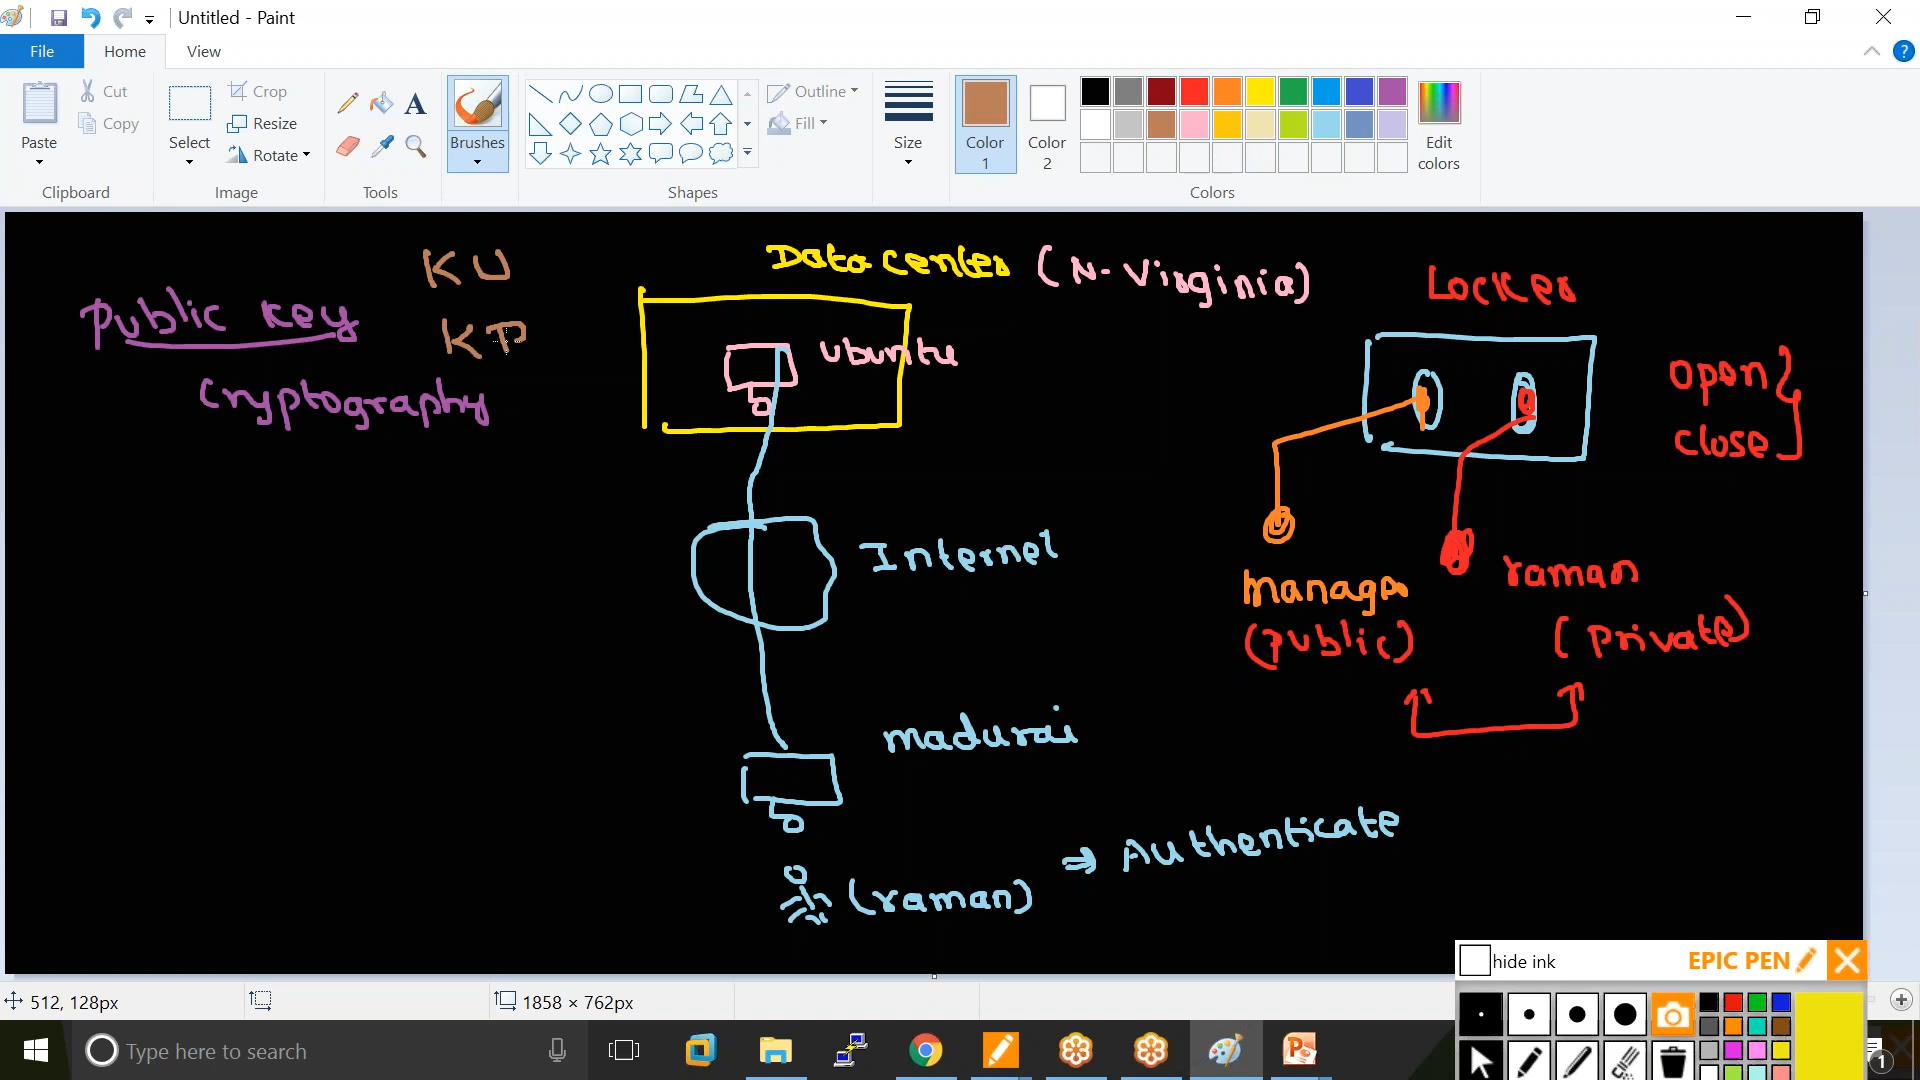 Untitled - Paint
File
Home
View
Paste
Cut
Copy
Clipboard
Select
Crop
Resize
Rotate
Image
Tools
Brushes
Shapes
Outline
Fill
Size
Color 1
Color 2
Edit colors
Colors
Public key
Cryptography
KU
KP
Data center (N-Virginia)
Ubuntu
Internet
madurai
(raman) ⇒ Authenticate
Locker
open
close
manager
(public)
raman
(private)
hide ink
EPIC PEN
512, 128px
1858 × 762px
Type here to search
1